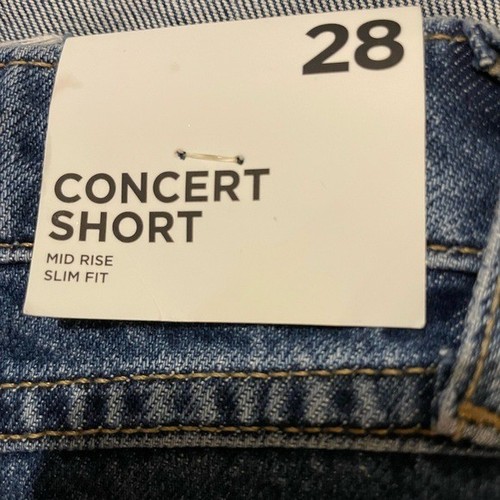 28
CONCERT
SHORT
MID RISE
SLIM FIT